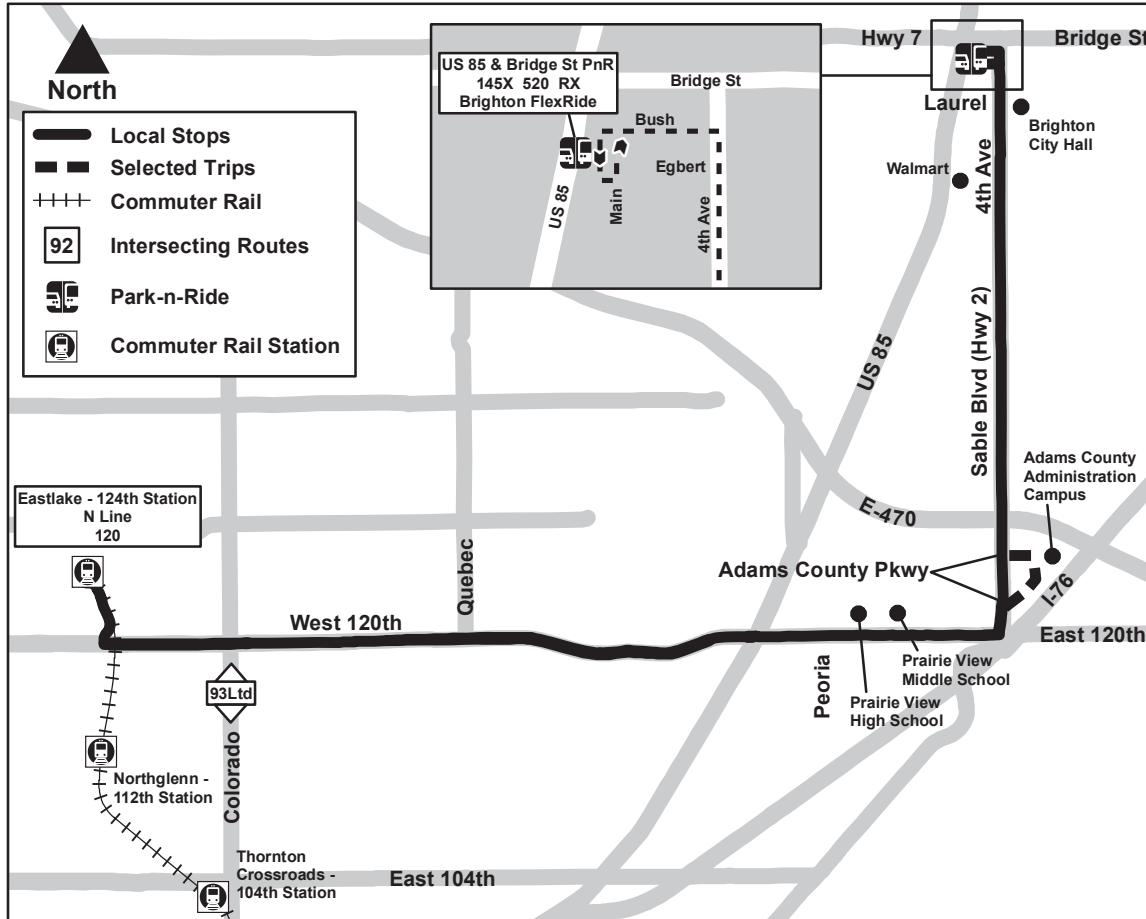 North
Local Stops
Selected Trips
Commuter Rail
92
Intersecting Routes
Park-n-Ride
Commuter Rail Station
US 85 & Bridge St PnR
145X 520 RX
Brighton FlexRide
Bridge St
Bush
Egbert
Main
US 85
4th Ave
Hwy 7
Bridge St
Laurel
Brighton
City Hall
Walmart
4th Ave
Sable Blvd (Hwy 2)
US 85
Adams County
Administration
Campus
E-470
Adams County Pkwy
I-76
Eastlake - 124th Station
N Line
120
Quebec
West 120th
East 120th
Prairie View
Middle School
Prairie View
High School
Peoria
93Ltd
Colorado
Northglenn -
112th Station
Thornton
Crossroads -
104th Station
East 104th